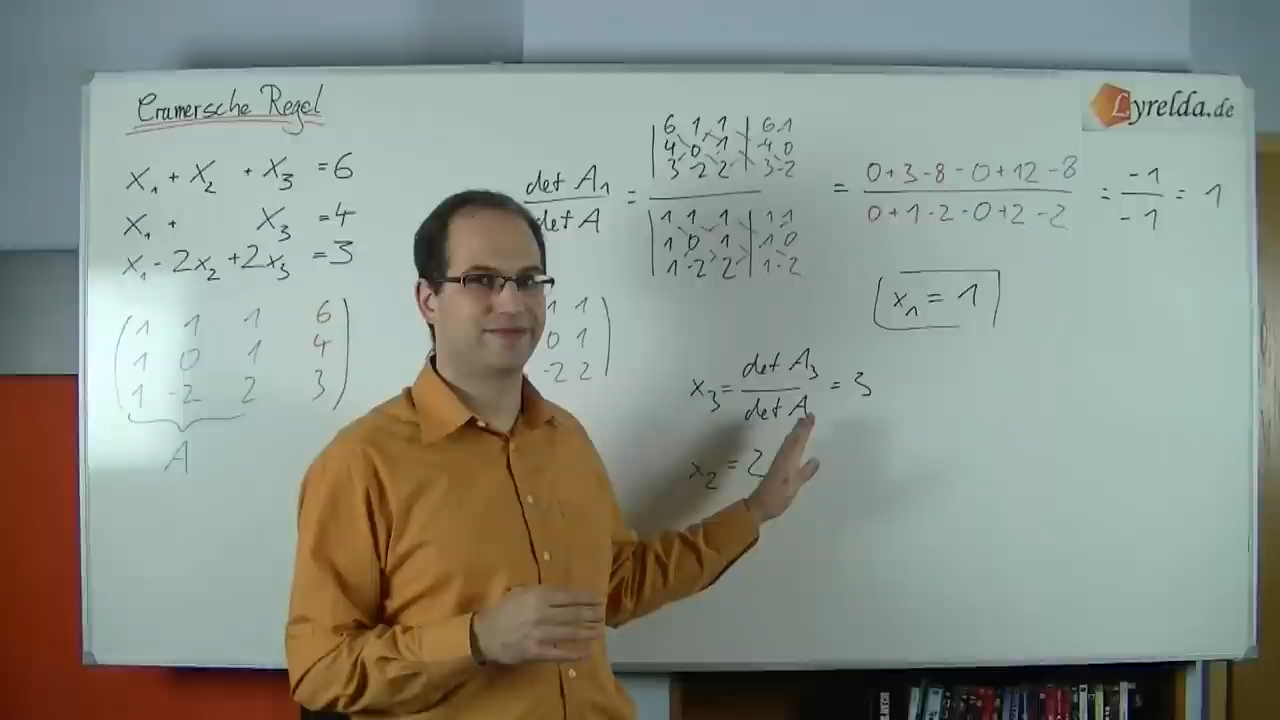 Cramersche Regel
Lyrelda.de
x₁ + x₂ + x₃ = 6
x₁ + x₃ = 4
x₁ - 2x₂ + 2x₃ = 3
1 1 1 6
1 0 1 4
1 -2 2 3
A
det A₁
det A
=
6 1 1 | 6 1
4 0 1 | 4 0
3 -2 2 | 3 -2
1 1 1 | 1 1
1 0 1 | 1 0
1 -2 2 | 1 -2
=
0 + 3 - 8 - 0 + 12 - 8
0 + 1 - 2 - 0 + 2 - 2
= -1
-1
= 1
x₁ = 1
1 1
0 1
-2 2
x₃ = det A₃
det A
= 3
x₂ = 2